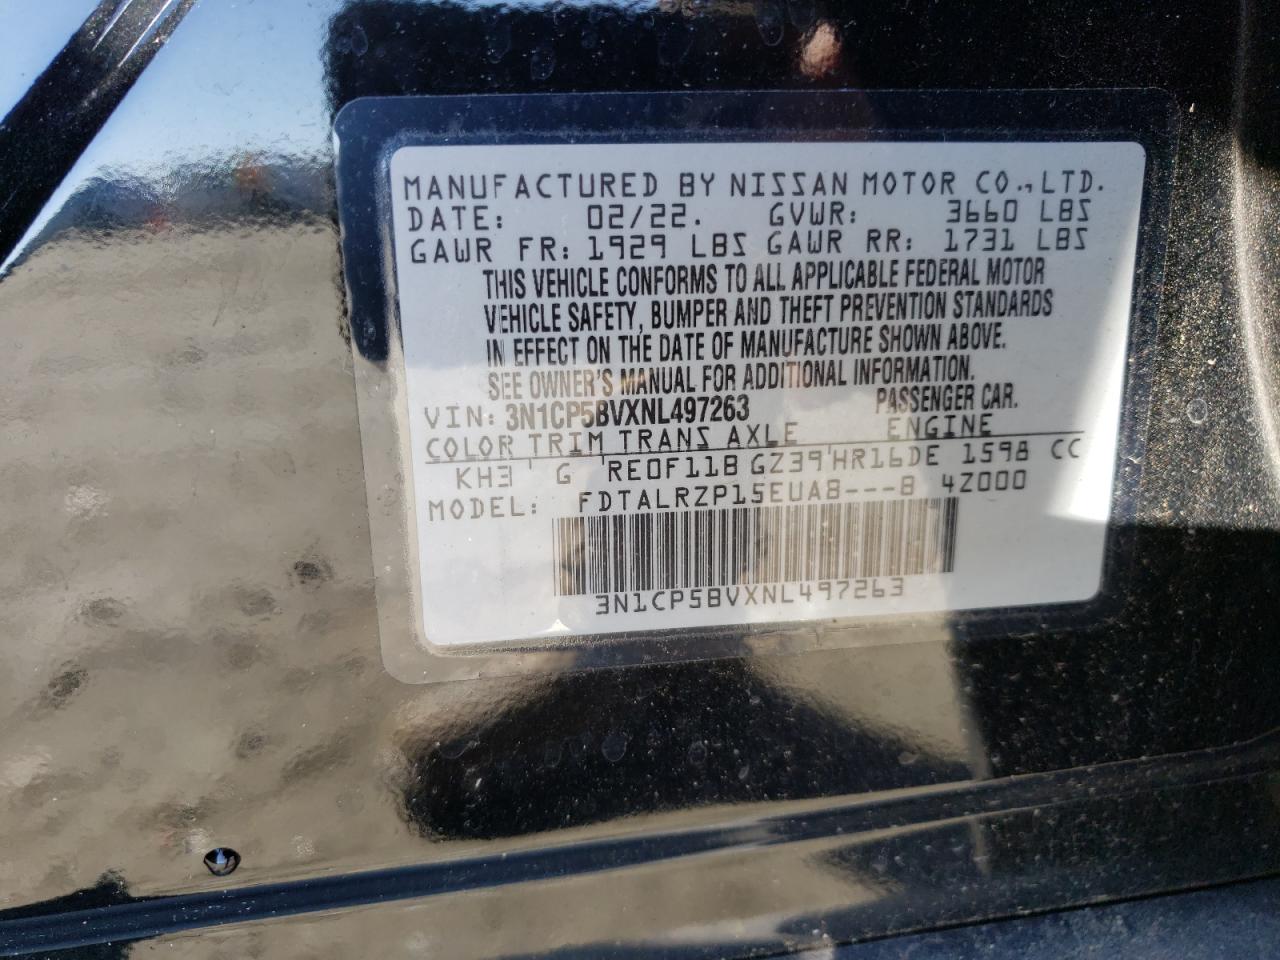 MANUFACTURED BY NISSAN MOTOR CO.,LTD.
DATE: 02/22. GVWR: 3660 LBS
GAWR FR: 1929 LBS GAWR RR: 1731 LBS
THIS VEHICLE CONFORMS TO ALL APPLICABLE FEDERAL MOTOR
VEHICLE SAFETY, BUMPER AND THEFT PREVENTION STANDARDS
IN EFFECT ON THE DATE OF MANUFACTURE SHOWN ABOVE.
SEE OWNER'S MANUAL FOR ADDITIONAL INFORMATION.
VIN: 3N1CP5BVXNL497263 PASSENGER CAR.
COLOR TRIM TRANS AXLE ENGINE
KH3 ' G 'RE0F11B GZ39'HR16DE 1598 CC
MODEL: FDTALRZP15EUA8---B 4Z000
3N1CP5BVXNL497263